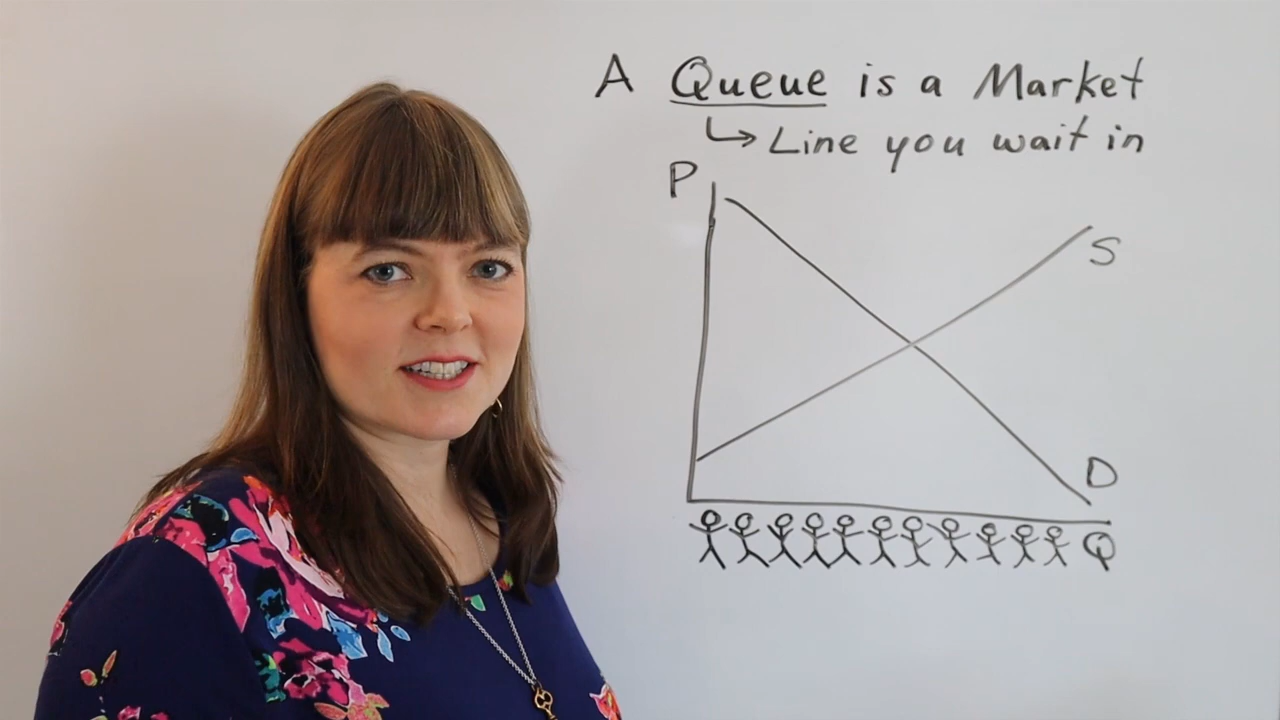 A Queue is a Market
↳ Line you wait in
P
S
D
Q